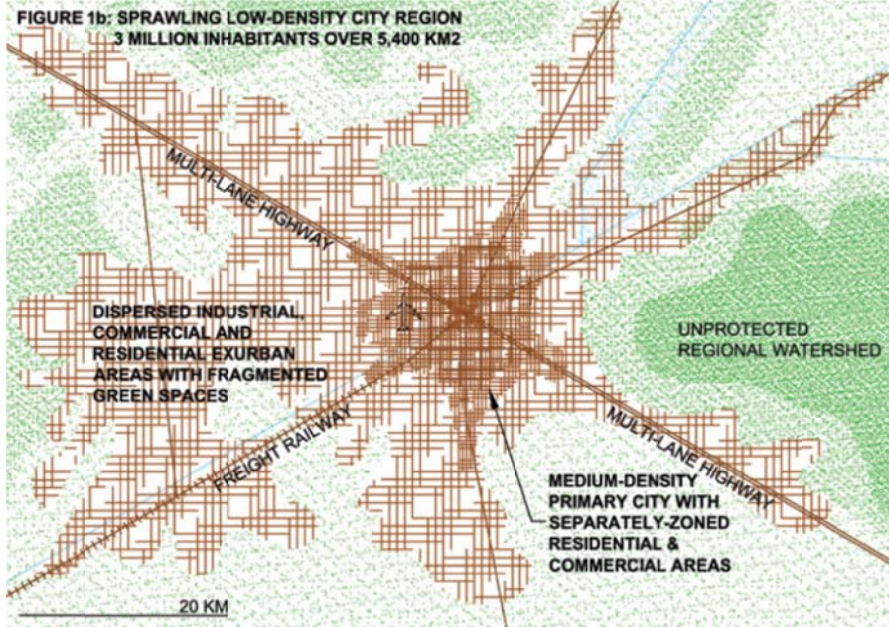 FIGURE 1b: SPRAWLING LOW-DENSITY CITY REGION
3 MILLION INHABITANTS OVER 5,400 KM2
MULTI-LANE HIGHWAY
DISPERSED INDUSTRIAL,
COMMERCIAL AND
RESIDENTIAL EXURBAN
AREAS WITH FRAGMENTED
GREEN SPACES
UNPROTECTED
REGIONAL WATERSHED
FREIGHT RAILWAY
MULTI-LANE HIGHWAY
MEDIUM-DENSITY
PRIMARY CITY WITH
SEPARATELY-ZONED
RESIDENTIAL &
COMMERCIAL AREAS
20 KM